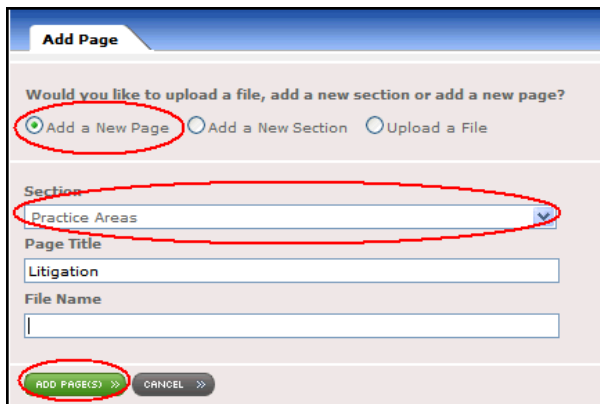 Add Page
Would you like to upload a file, add a new section or add a new page?
Add a New Page Add a New Section Upload a File
Section
Practice Areas
Page Title
Litigation
File Name
ADD PAGE(S) » CANCEL »